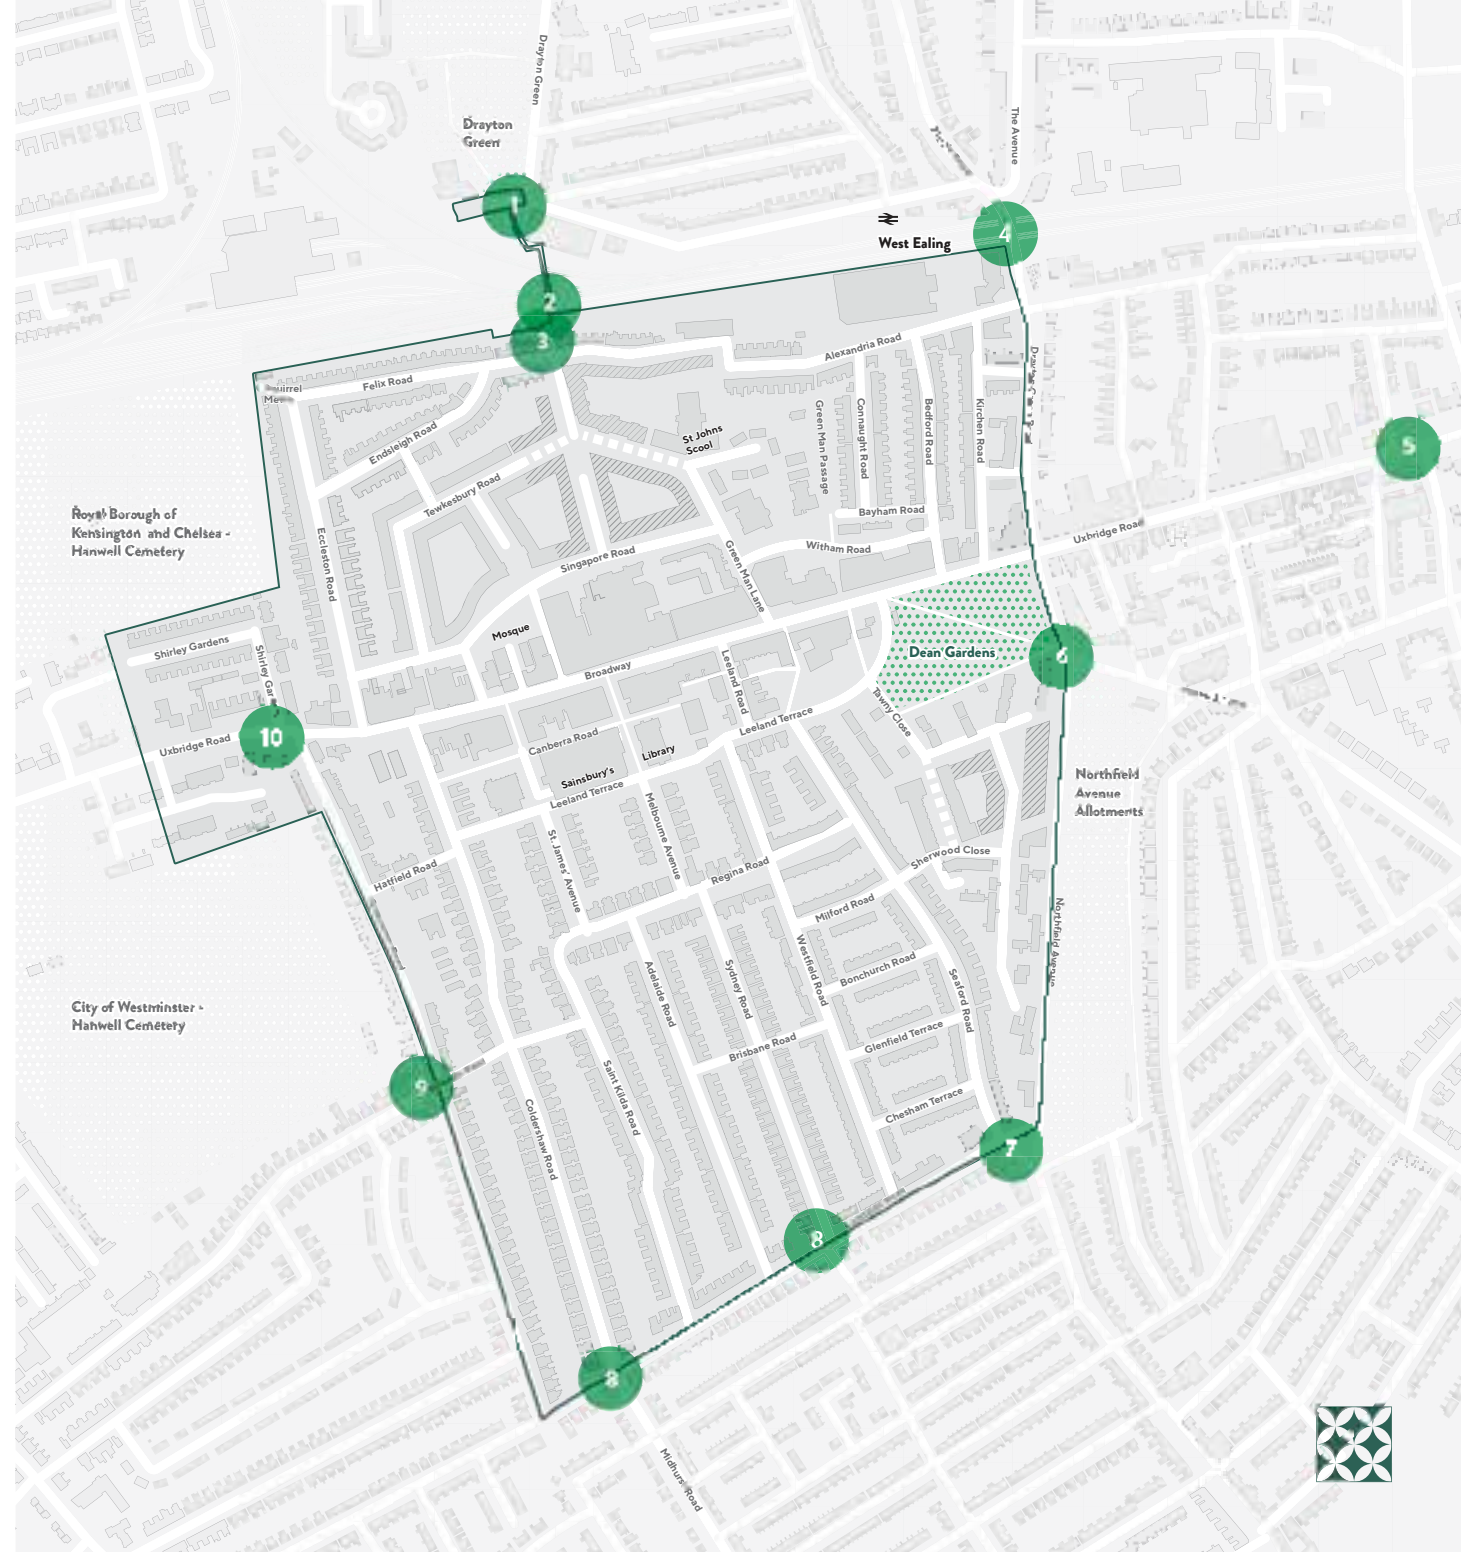 Drayton Green
The Avenue
Drayton
Green
1
West Ealing
4
2
3
Alexandria Road
Felix Road
Endsleigh Road
St Johns
Scool
Tewkesbury Road
Green Man Passage
Connaught Road
Bedford Road
Kirchen Road
5
Royal Borough of
Kensington and Chelsea -
Hanwell Cemetery
Eccleston Road
Bayham Road
Uxbridge Road
Singapore Road
Green Man Lane
Witham Road
Shirley Gardens
Shirley Gar
Mosque
Broadway
Leeland Road
Dean Gardens
6
Tawny Close
Uxbridge Road
10
Canberra Road
Leeland Terrace
Library
Sainsbury's
Leeland Terrace
Northfield
Avenue
Allotments
Melbourne Avenue
St. James' Avenue
Hatfield Road
Regina Road
Sherwood Close
Milford Road
Northfield Avenue
Westfield Road
Bonchurch Road
Adelaide Road
Sydney Road
Seaford Road
City of Westminster -
Hanwell Cemetery
Glenfield Terrace
Brisbane Road
9
Saint Kilda Road
Coldershaw Road
Chesham Terrace
7
8
8
Midhurst Road